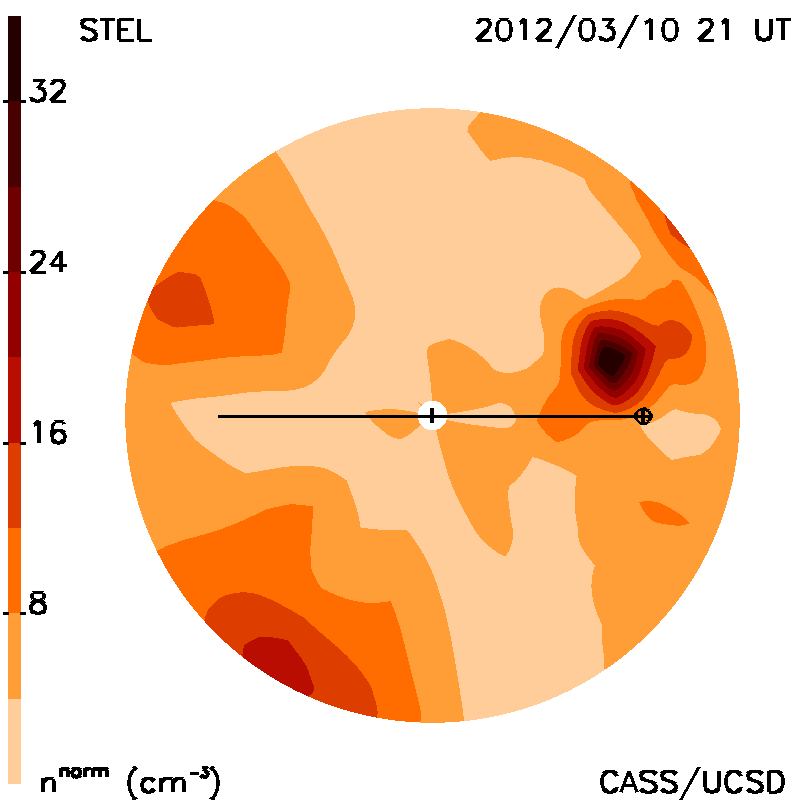 STEL 2012/03/10 21 UT
32
24
16
8
n^norm (cm^-3) CASS/UCSD